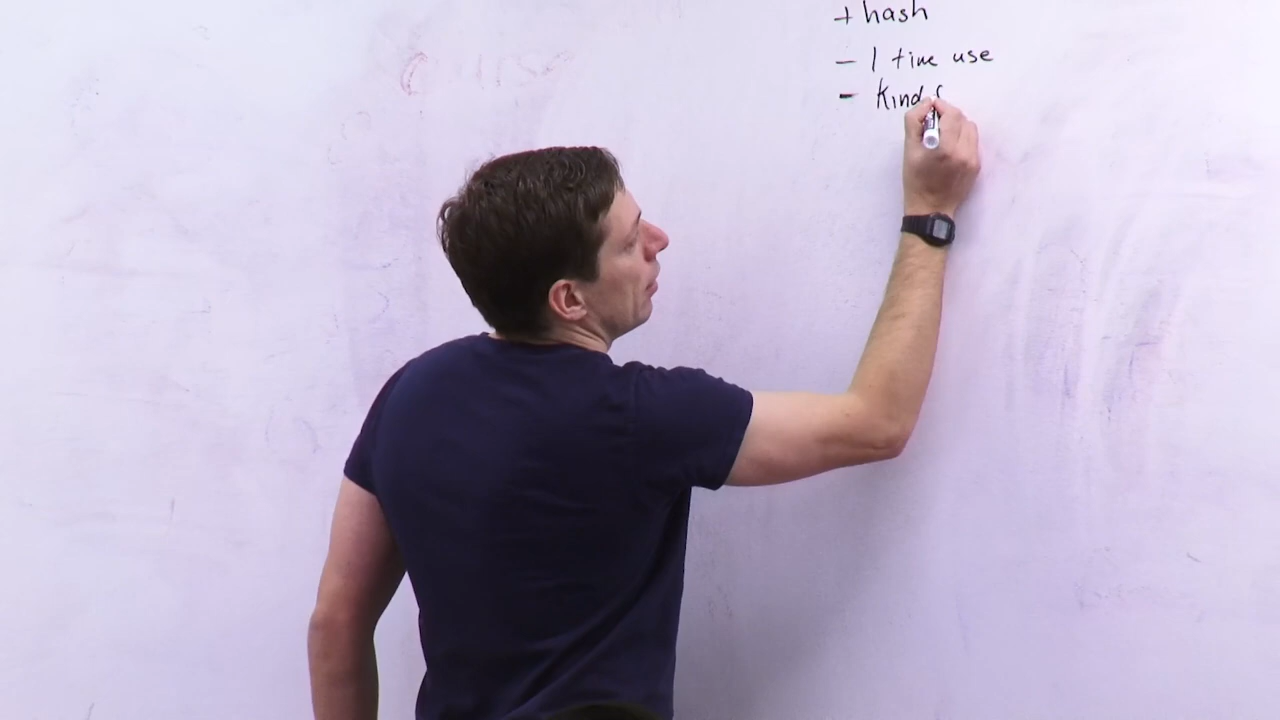 + hash
- 1 time use
- Kind